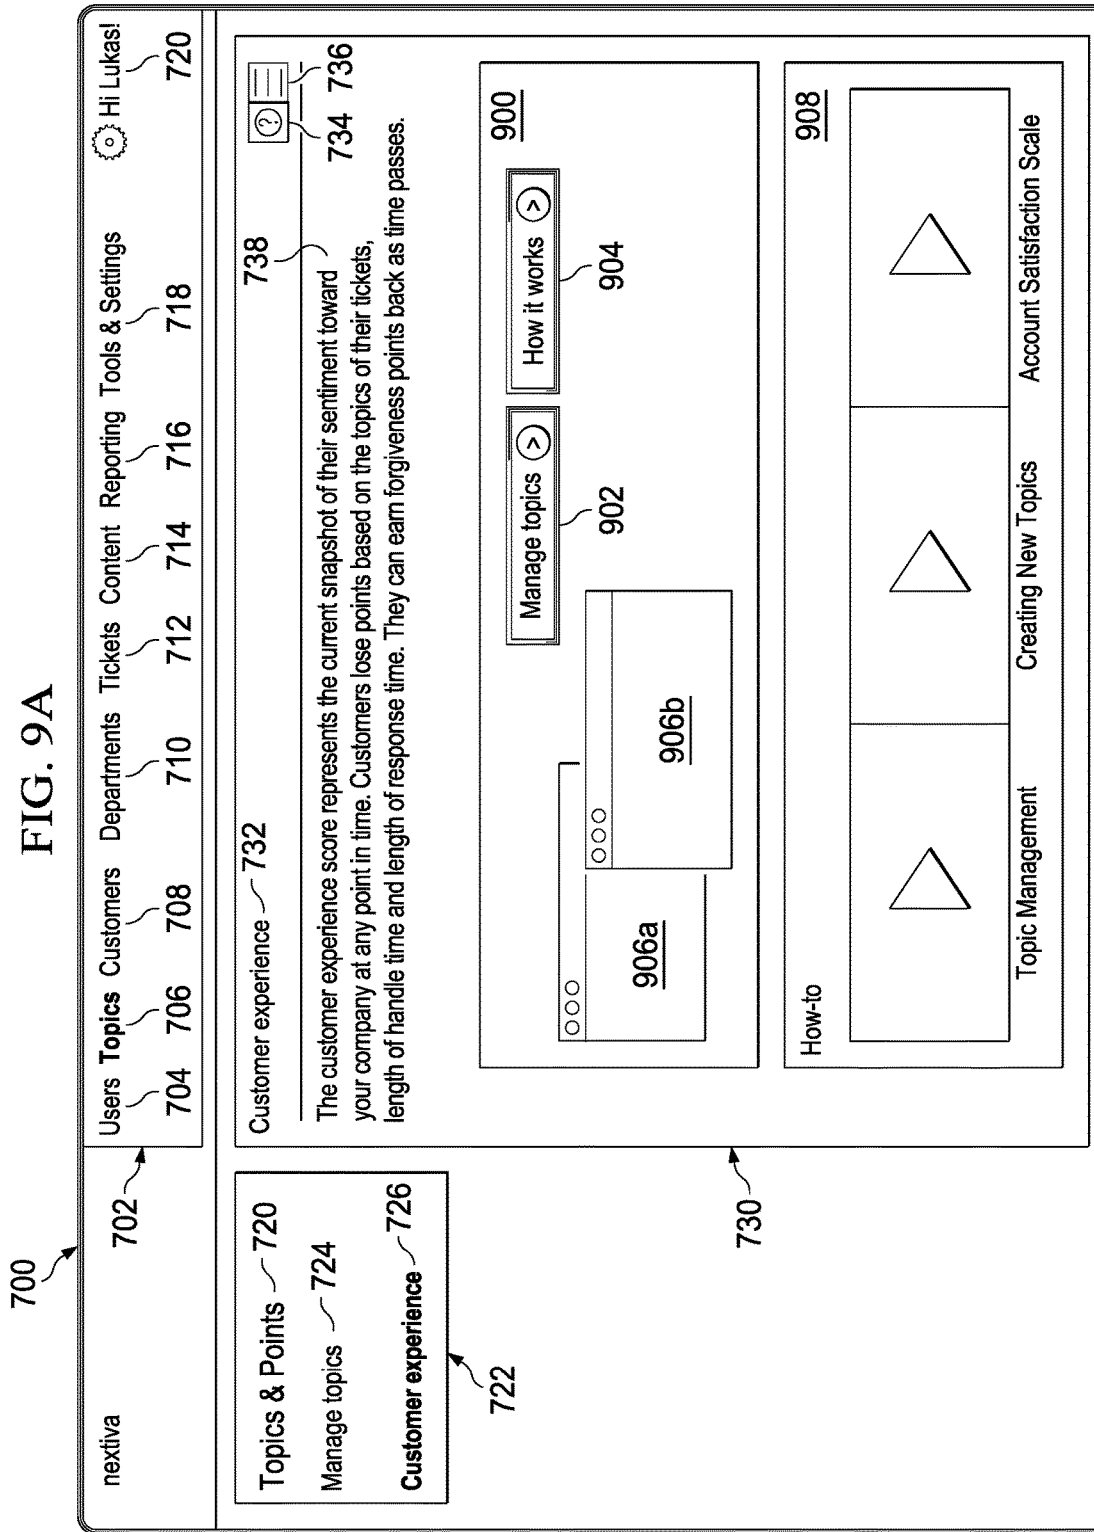 FIG. 9A
700
nextiva
Users Topics Customers Departments Tickets Content Reporting Tools & Settings Hi Lukas!
702 704 706 708 710 712 714 716 718 720
Topics & Points 720
Manage topics 724
Customer experience 726
722
Customer experience 732
? 734 736
738
The customer experience score represents the current snapshot of their sentiment toward
your company at any point in time. Customers lose points based on the topics of their tickets,
length of handle time and length of response time. They can earn forgiveness points back as time passes.
900
Manage topics >
How it works >
902
904
906a
906b
730
How-to
908
Topic Management
Creating New Topics
Account Satisfaction Scale